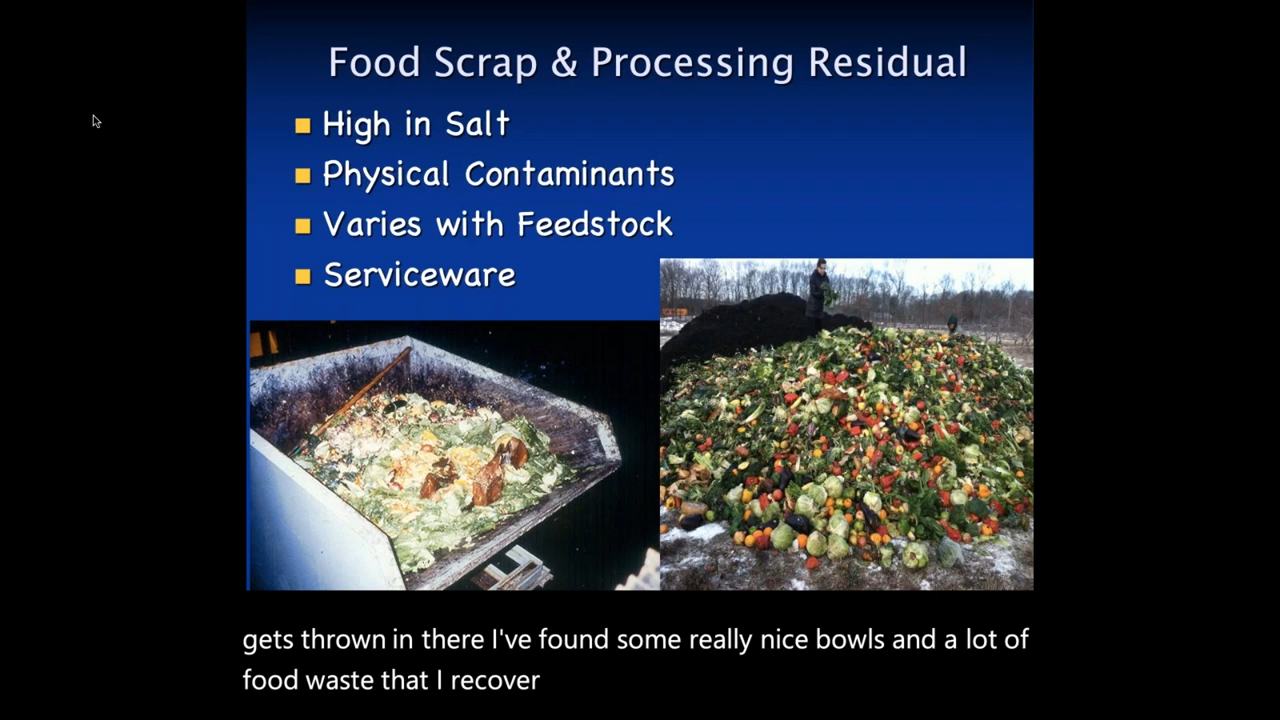 Food Scrap & Processing Residual
High in Salt
Physical Contaminants
Varies with Feedstock
Serviceware
gets thrown in there I've found some really nice bowls and a lot of
food waste that I recover